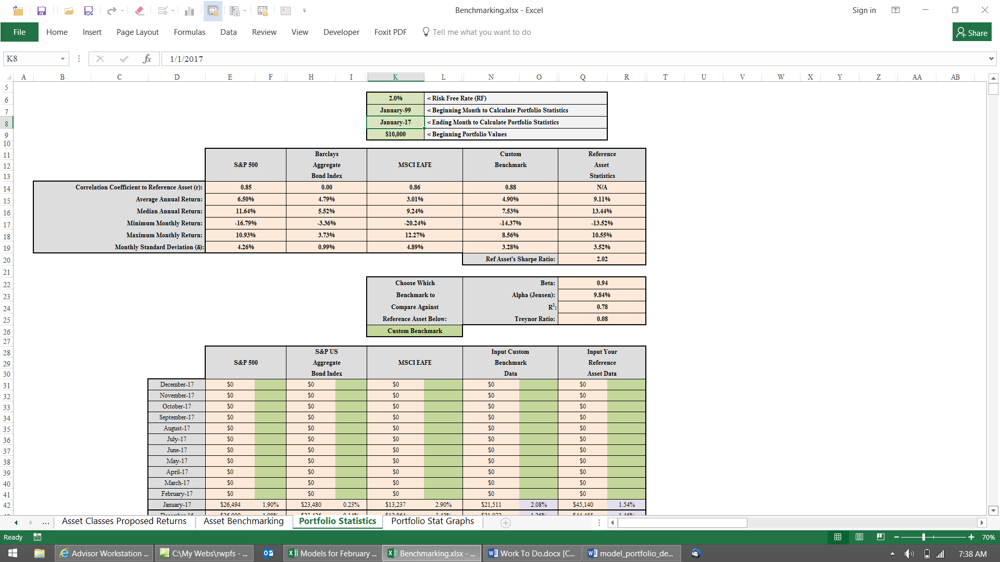 Benchmarking.xlsx - Excel
Sign in
File Home Insert Page Layout Formulas Data Review View Developer Foxit PDF Tell me what you want to do Share
K8 fx 1/1/2017
A B C D E F H I K L N O Q R T U V W X Y Z AA AB
5
6 2.0% < Risk Free Rate (RF)
7 January-99 < Beginning Month to Calculate Portfolio Statistics
8 January-17 < Ending Month to Calculate Portfolio Statistics
9 $10,000 < Beginning Portfolio Values
10
11 Barclays Custom Reference
12 S&P 500 Aggregate MSCI EAFE Benchmark Asset
13 Bond Index Statistics
14 Correlation Coefficient to Reference Asset (r): 0.85 0.00 0.86 0.88 N/A
15 Average Annual Return: 6.50% 4.79% 3.01% 4.90% 9.11%
16 Median Annual Return: 11.64% 5.52% 9.24% 7.53% 13.44%
17 Minimum Monthly Return: -16.79% -3.36% -20.24% -14.37% -13.52%
18 Maximum Monthly Return: 10.93% 3.73% 12.27% 8.56% 10.55%
19 Monthly Standard Deviation (δ): 4.26% 0.99% 4.89% 3.28% 3.52%
20 Ref Asset's Sharpe Ratio: 2.02
21
22 Choose Which Beta: 0.94
23 Benchmark to Alpha (Jensen): 9.84%
24 Compare Against R²: 0.78
25 Reference Asset Below: Treynor Ratio: 0.08
26 Custom Benchmark
27
28 S&P US Input Custom Input Your
29 S&P 500 Aggregate MSCI EAFE Benchmark Reference
30 Bond Index Data Asset Data
31 December-17 $0 $0 $0 $0 $0
32 November-17 $0 $0 $0 $0 $0
33 October-17 $0 $0 $0 $0 $0
34 September-17 $0 $0 $0 $0 $0
35 August-17 $0 $0 $0 $0 $0
36 July-17 $0 $0 $0 $0 $0
37 June-17 $0 $0 $0 $0 $0
38 May-17 $0 $0 $0 $0 $0
39 April-17 $0 $0 $0 $0 $0
40 March-17 $0 $0 $0 $0 $0
41 February-17 $0 $0 $0 $0 $0
42 January-17 $26,494 1.90% $23,480 0.23% $13,237 2.90% $21,511 2.08% $45,140 1.54%
... Asset Classes Proposed Returns Asset Benchmarking Portfolio Statistics Portfolio Stat Graphs
Ready 70%
Advisor Workstation ... C:\My Webs\rwpfs - ... Models for February ... Benchmarking.xlsx - ... Work To Do.docx [C... model_portfolio_de... 7:38 AM